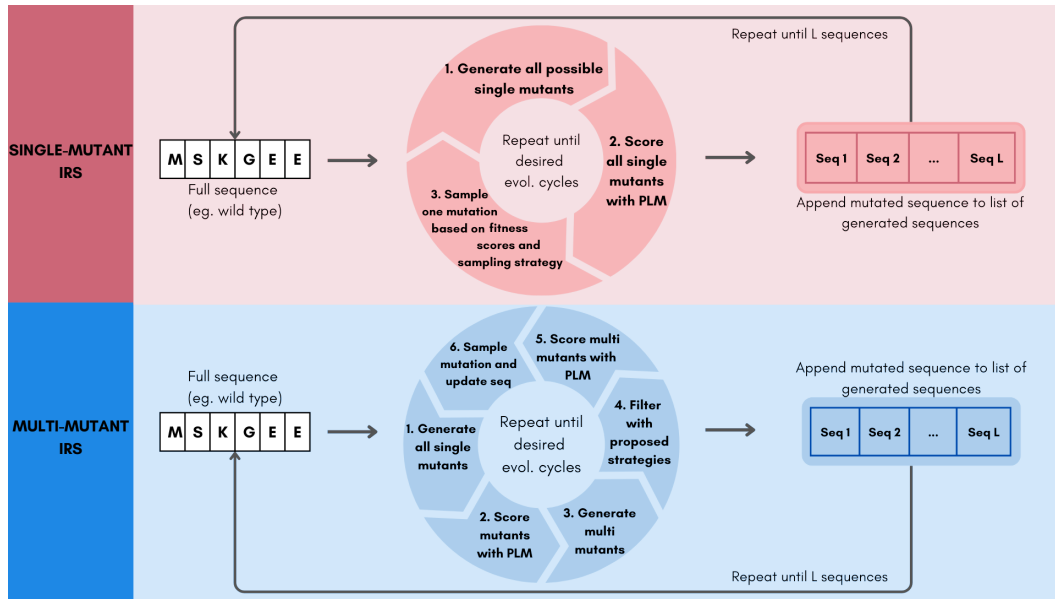 SINGLE-MUTANT
IRS
M S K G E E
Full sequence
(eg. wild type)
1. Generate all possible
single mutants
2. Score
all single
mutants
with PLM
3. Sample
one mutation
based on fitness
scores and
sampling strategy
Repeat until
desired
evol. cycles
Repeat until L sequences
Seq 1 Seq 2 ... Seq L
Append mutated sequence to list of
generated sequences
MULTI-MUTANT
IRS
Full sequence
(eg. wild type)
M S K G E E
1. Generate
all single
mutants
2. Score
mutants
with PLM
3. Generate
multi
mutants
4. Filter
with
proposed
strategies
5. Score multi
mutants with
PLM
6. Sample
mutation and
update seq
Repeat until
desired
evol. cycles
Append mutated sequence to list of
generated sequences
Seq 1 Seq 2 ... Seq L
Repeat until L sequences